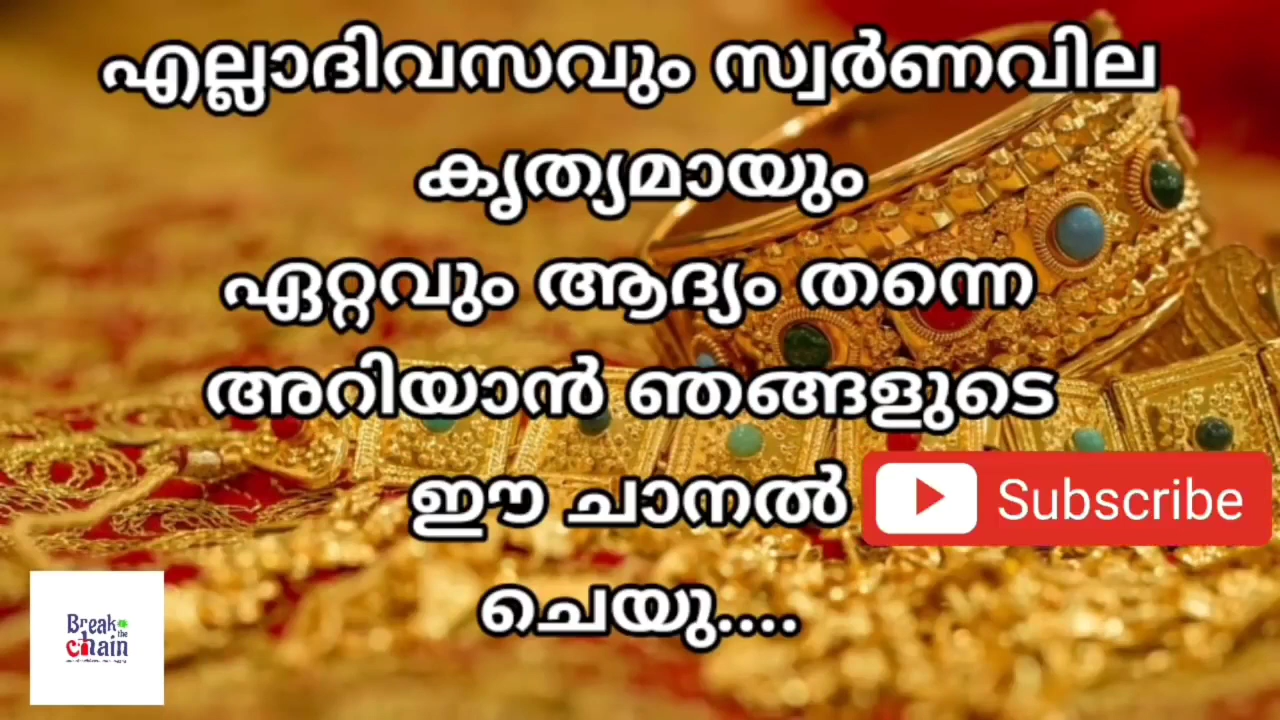 എല്ലാദിവസവും സ്വർണവില
കൃത്യമായും
ഏറ്റവും ആദ്യം തന്നെ
അറിയാൻ ഞങ്ങളുടെ
ഈ ചാനൽ Subscribe
ചെയു....
Break
the
chain